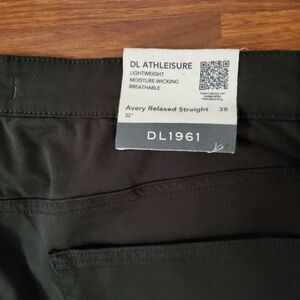 DL ATHLEISURE
LIGHTWEIGHT
MOISTURE-WICKING
BREATHABLE
Avery Relaxed Straight 38
32"
DL1961